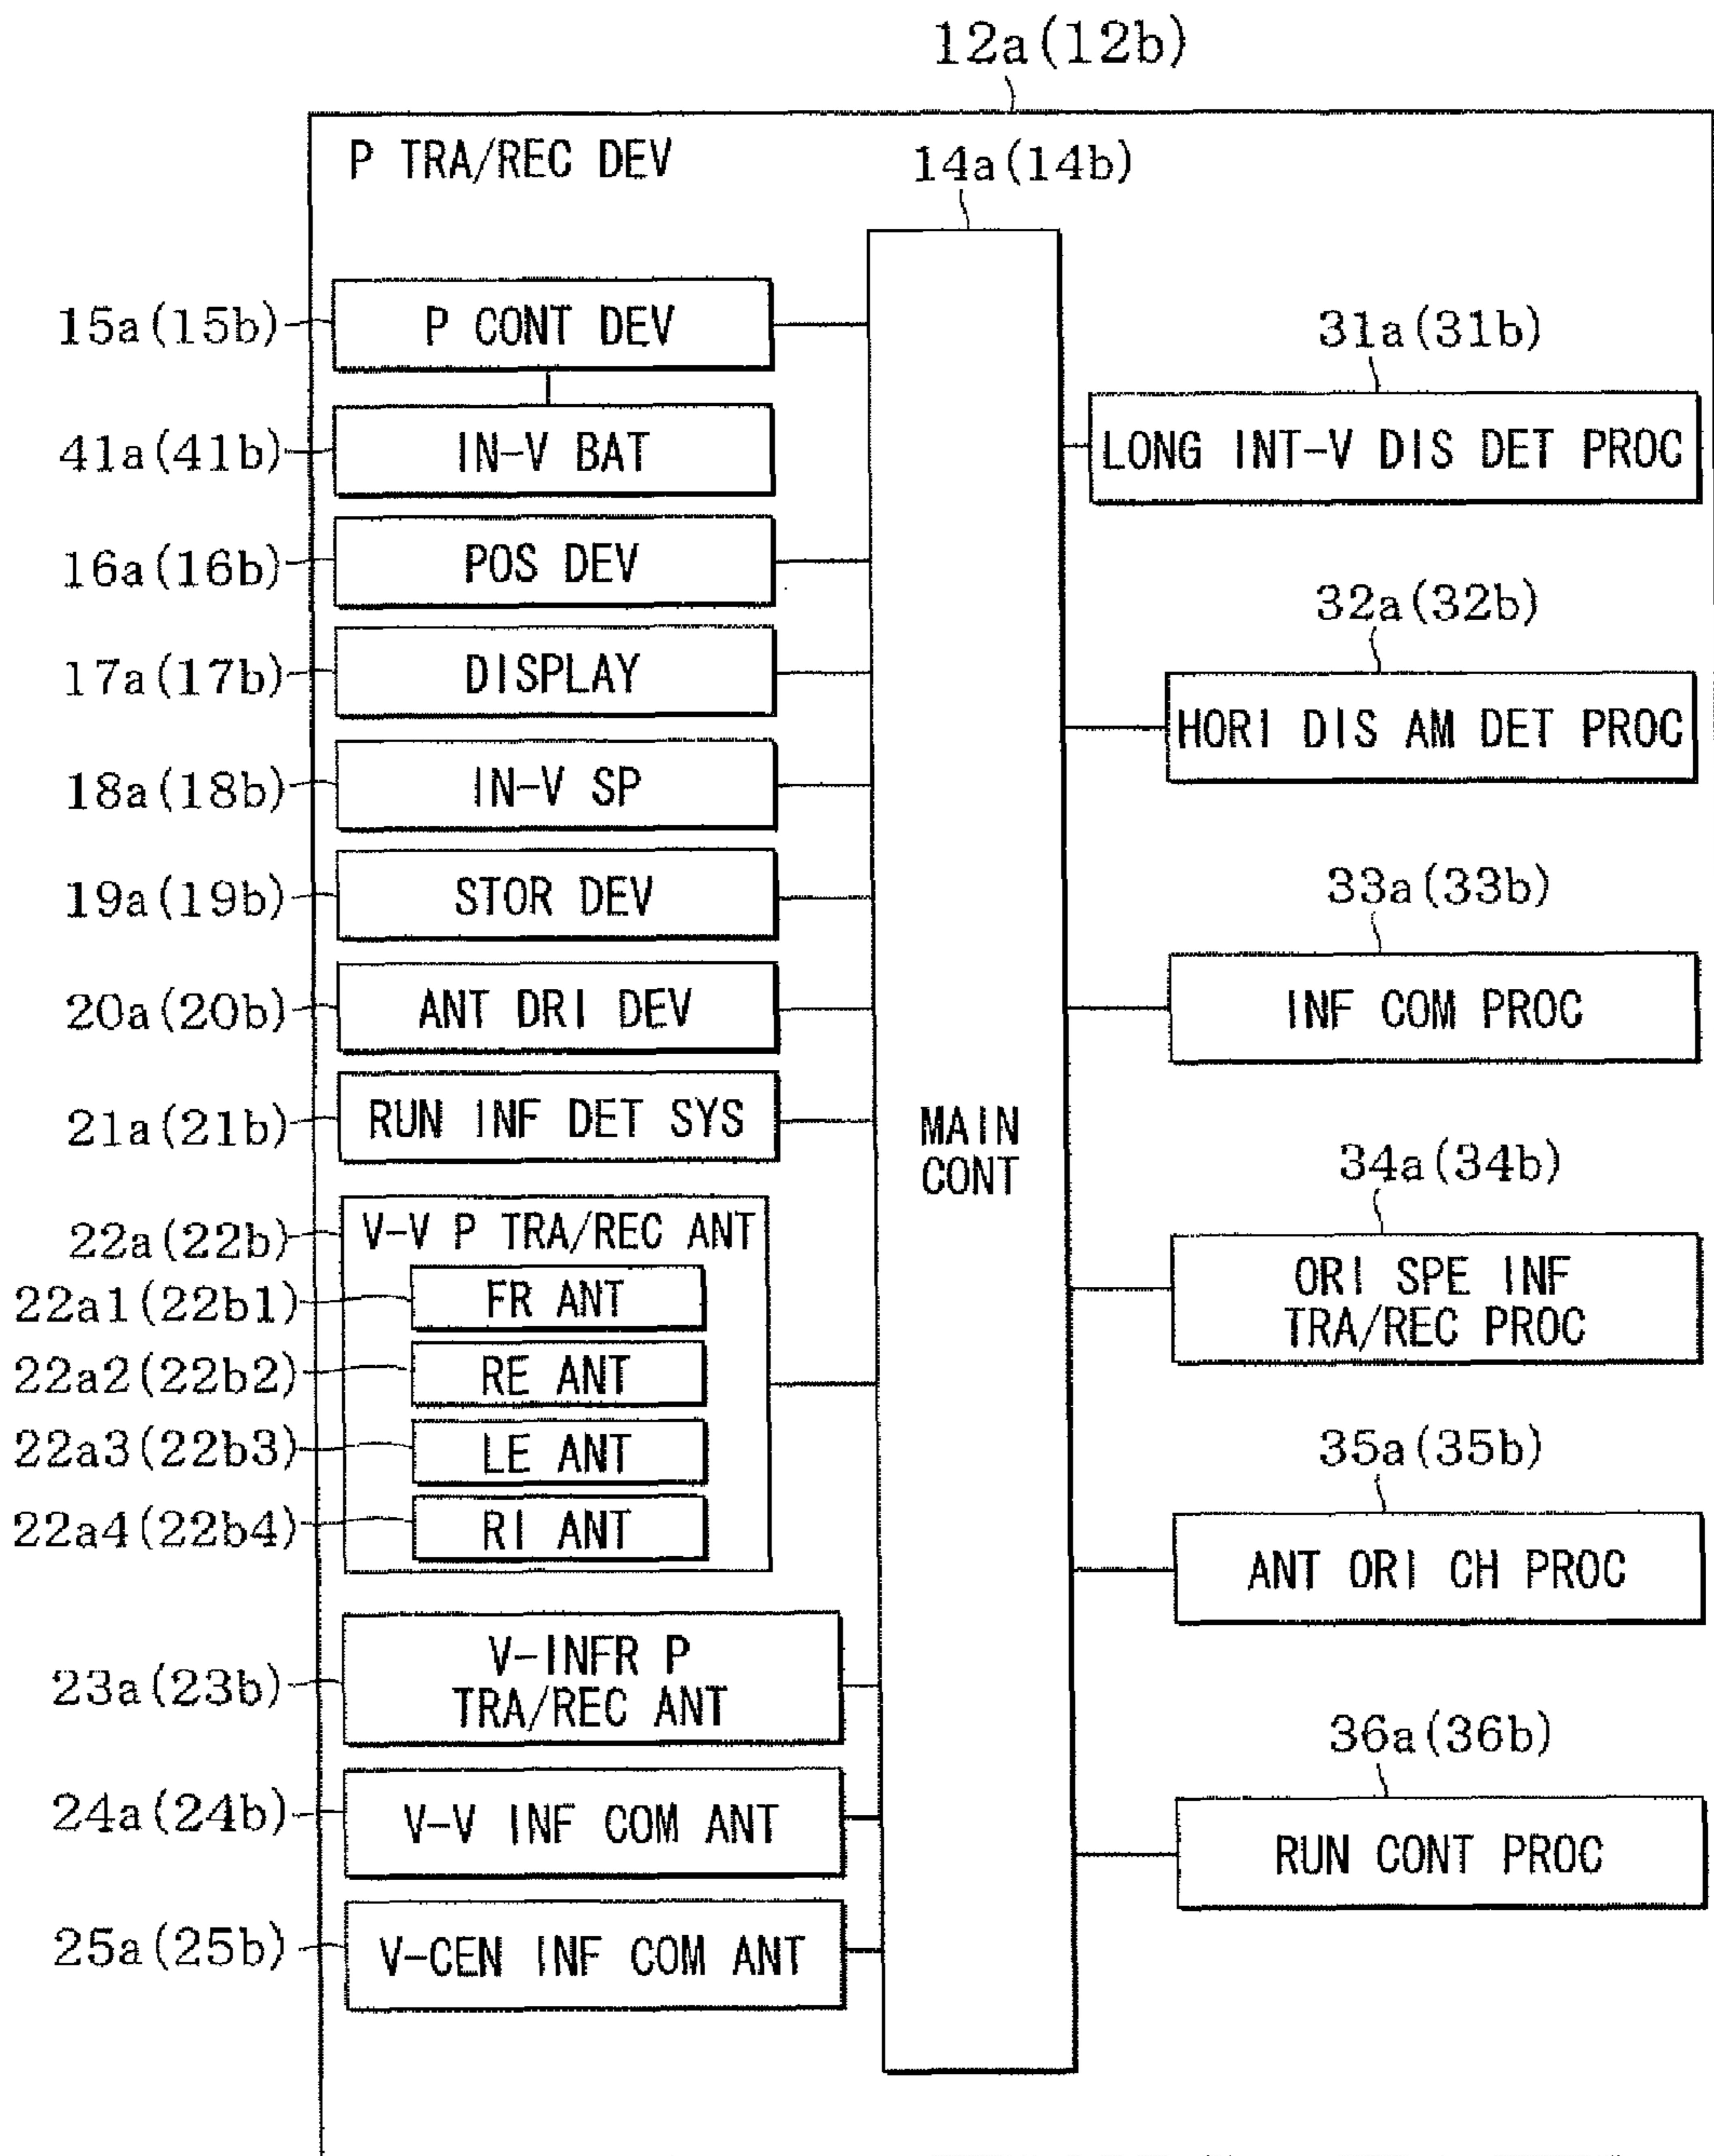 12a(12b)
P TRA/REC DEV
14a(14b)
15a(15b)
P CONT DEV
41a(41b)
IN-V BAT
16a(16b)
POS DEV
17a(17b)
DISPLAY
18a(18b)
IN-V SP
19a(19b)
STOR DEV
20a(20b)
ANT DRI DEV
21a(21b)
RUN INF DET SYS
22a(22b)
V-V P TRA/REC ANT
22a1(22b1)
FR ANT
22a2(22b2)
RE ANT
22a3(22b3)
LE ANT
22a4(22b4)
RI ANT
23a(23b)
V-INFR P
TRA/REC ANT
24a(24b)
V-V INF COM ANT
25a(25b)
V-CEN INF COM ANT
MAIN
CONT
31a(31b)
LONG INT-V DIS DET PROC
32a(32b)
HORI DIS AM DET PROC
33a(33b)
INF COM PROC
34a(34b)
ORI SPE INF
TRA/REC PROC
35a(35b)
ANT ORI CH PROC
36a(36b)
RUN CONT PROC